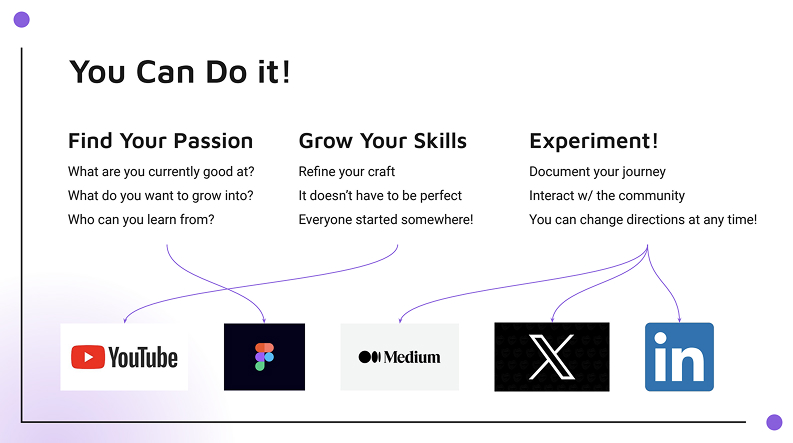 You Can Do it!
Find Your Passion
What are you currently good at?
What do you want to grow into?
Who can you learn from?
Grow Your Skills
Refine your craft
It doesn’t have to be perfect
Everyone started somewhere!
Experiment!
Document your journey
Interact w/ the community
You can change directions at any time!
YouTube
Medium
X
in